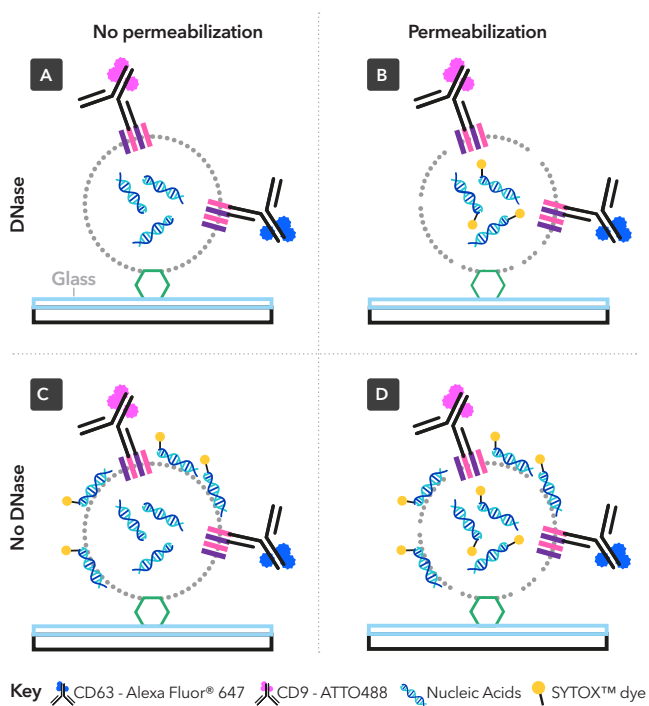 No permeabilization
Permeabilization
A
B
DNase
Glass
C
D
No DNase
Key
CD63 - Alexa Fluor® 647
CD9 - ATTO488
Nucleic Acids
SYTOX™ dye